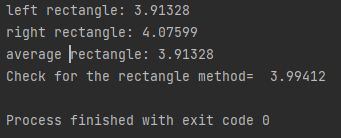 left rectangle: 3.91328
right rectangle: 4.07599
average rectangle: 3.91328
Check for the rectangle method=  3.99412
Process finished with exit code 0